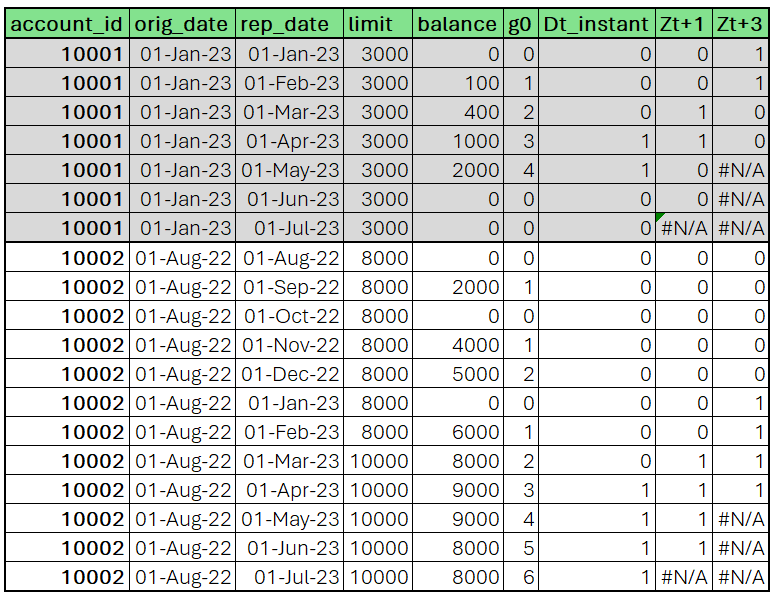 account_id orig_date rep_date limit balance g0 Dt_instant Zt+1 Zt+3
10001 01-Jan-23 01-Jan-23 3000 0 0 0 0 1
10001 01-Jan-23 01-Feb-23 3000 100 1 0 0 1
10001 01-Jan-23 01-Mar-23 3000 400 2 0 1 0
10001 01-Jan-23 01-Apr-23 3000 1000 3 1 1 0
10001 01-Jan-23 01-May-23 3000 2000 4 1 0 #N/A
10001 01-Jan-23 01-Jun-23 3000 0 0 0 0 #N/A
10001 01-Jan-23 01-Jul-23 3000 0 0 0 #N/A #N/A
10002 01-Aug-22 01-Aug-22 8000 0 0 0 0 0
10002 01-Aug-22 01-Sep-22 8000 2000 1 0 0 0
10002 01-Aug-22 01-Oct-22 8000 0 0 0 0 0
10002 01-Aug-22 01-Nov-22 8000 4000 1 0 0 0
10002 01-Aug-22 01-Dec-22 8000 5000 2 0 0 0
10002 01-Aug-22 01-Jan-23 8000 0 0 0 0 1
10002 01-Aug-22 01-Feb-23 8000 6000 1 0 0 1
10002 01-Aug-22 01-Mar-23 10000 8000 2 0 1 1
10002 01-Aug-22 01-Apr-23 10000 9000 3 1 1 1
10002 01-Aug-22 01-May-23 10000 9000 4 1 1 #N/A
10002 01-Aug-22 01-Jun-23 10000 8000 5 1 1 #N/A
10002 01-Aug-22 01-Jul-23 10000 8000 6 1 #N/A #N/A